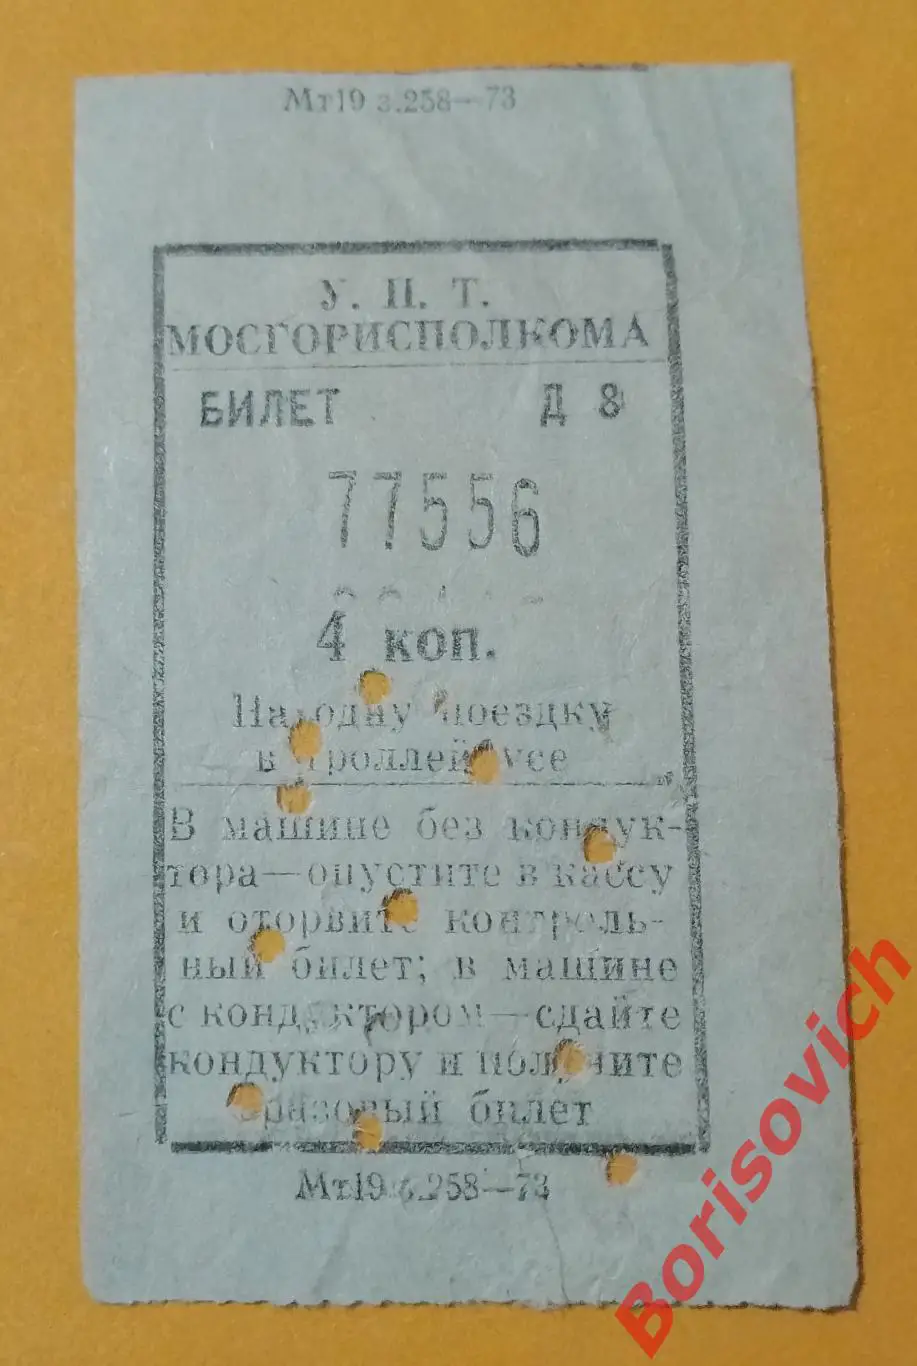 Мт19 з.258—73
У. П. Т.
МОСГОРИСПОЛКОМА
БИЛЕТ Д 8
77556
4 коп.
На одну поездку
в троллейбусе
В машине без кондук-
тора—опустите в кассу
и оторвите контроль-
ный билет; в машине
с кондуктором—сдайте
кондуктору и получите
разовый билет
Мт19 з.258—73
Borisovich